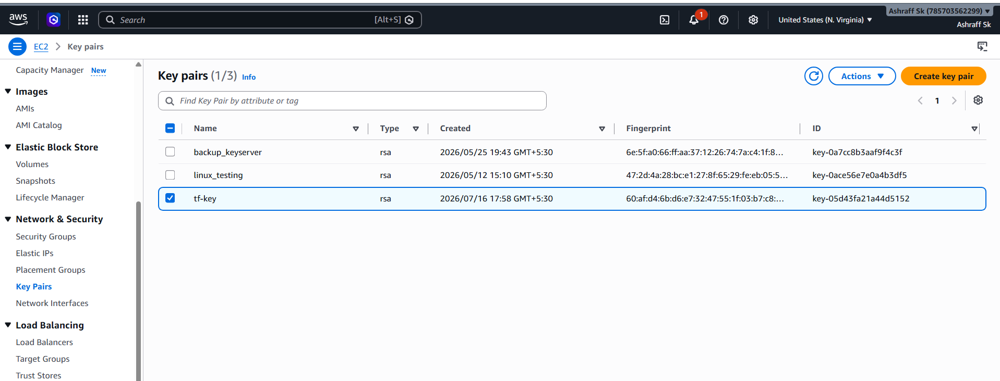 aws
Search [Alt+S]
1
United States (N. Virginia)
Ashraff Sk (785703562299)
Ashraff Sk
EC2 Key pairs
Capacity Manager New
Images
AMIs
AMI Catalog
Elastic Block Store
Volumes
Snapshots
Lifecycle Manager
Network & Security
Security Groups
Elastic IPs
Placement Groups
Key Pairs
Network Interfaces
Load Balancing
Load Balancers
Target Groups
Trust Stores
Key pairs (1/3) Info
Actions
Create key pair
Find Key Pair by attribute or tag
1
Name Type Created Fingerprint ID
backup_keyserver rsa 2026/05/25 19:43 GMT+5:30 6e:5f:a0:66:ff:aa:37:12:26:74:7a:c4:1f:8... key-0a7cc8b3aaf9f4c3f
linux_testing rsa 2026/05/12 15:10 GMT+5:30 47:2d:4a:28:bc:e1:27:8f:65:29:fe:eb:05:5... key-0ace56e7e0a4b3df5
tf-key rsa 2026/07/16 17:58 GMT+5:30 60:af:d4:6b:d6:e7:32:47:55:1f:03:b7:c8:... key-05d43fa21a44d5152